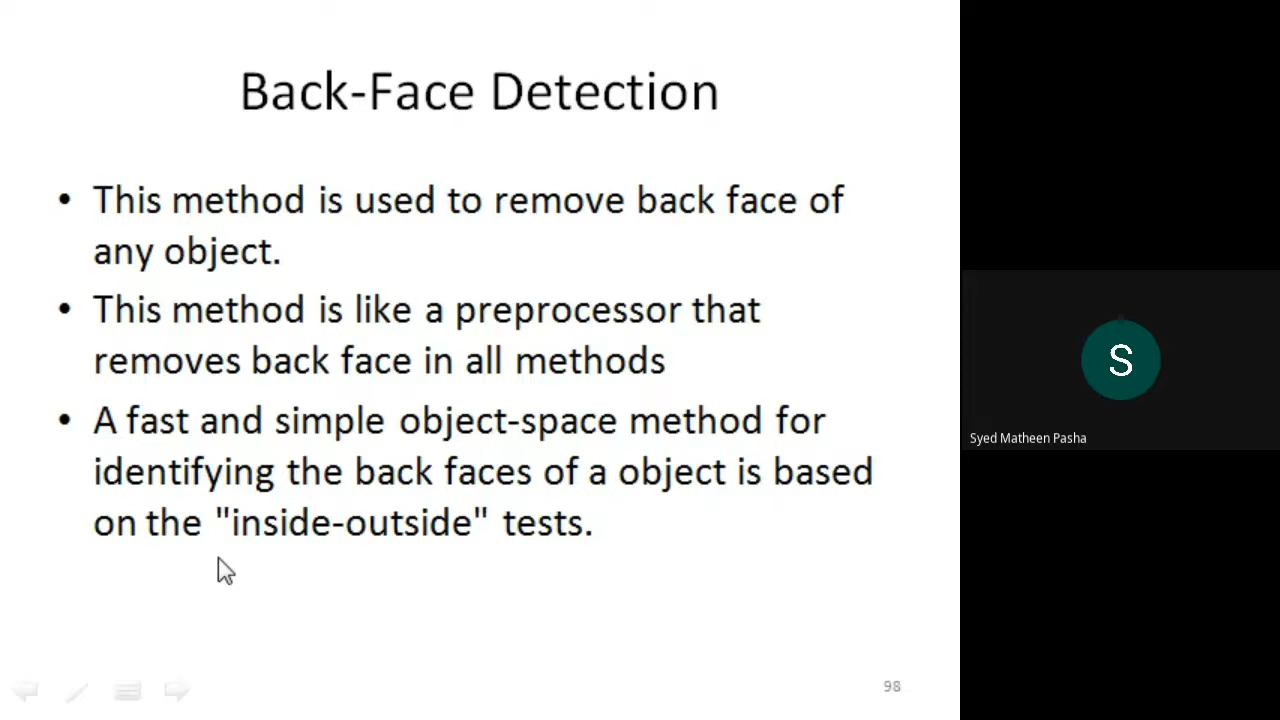 Back-Face Detection
• This method is used to remove back face of
any object.
• This method is like a preprocessor that
removes back face in all methods
• A fast and simple object-space method for
identifying the back faces of a object is based
on the "inside-outside" tests.
98
S
Syed Matheen Pasha